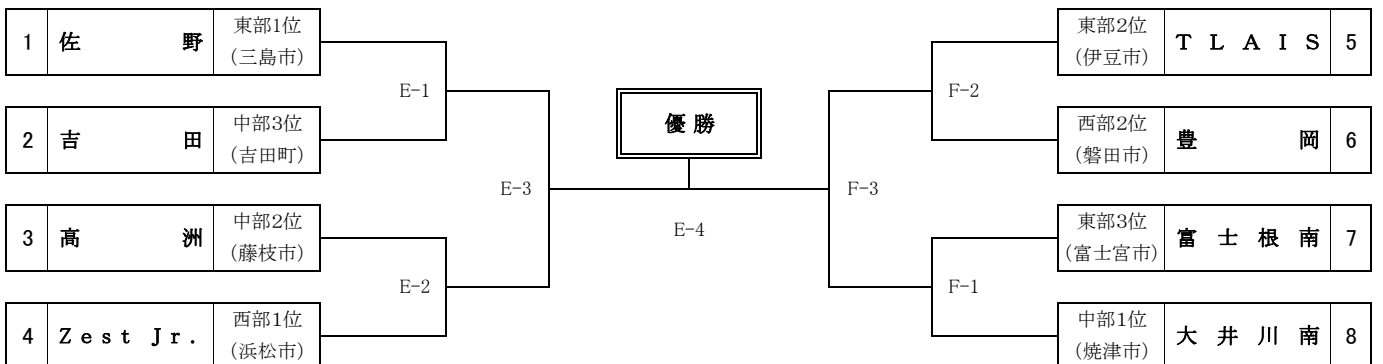 1 佐野 東部1位
(三島市)
E-1
2 吉田 中部3位
(吉田町)
E-3
3 高洲 中部2位
(藤枝市)
E-2
4 Zest Jr. 西部1位
(浜松市)
優勝
E-4
東部2位 TLAIS 5
(伊豆市)
F-2
西部2位 豊岡 6
(磐田市)
F-3
東部3位 富士根南 7
(富士宮市)
F-1
中部1位 大井川南 8
(焼津市)